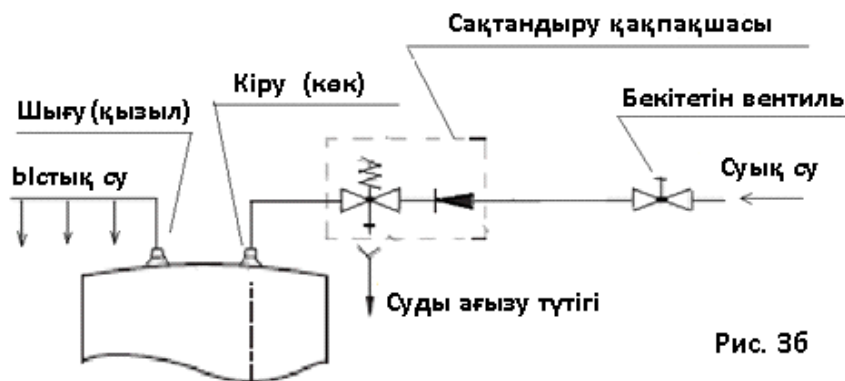 Сақтандыру қақпақшасы
Кіру (көк)
Бекітетін вентиль
Шығу (қызыл)
Ыстық су
Суық су
Суды ағызу түтігі
Рис. 3б